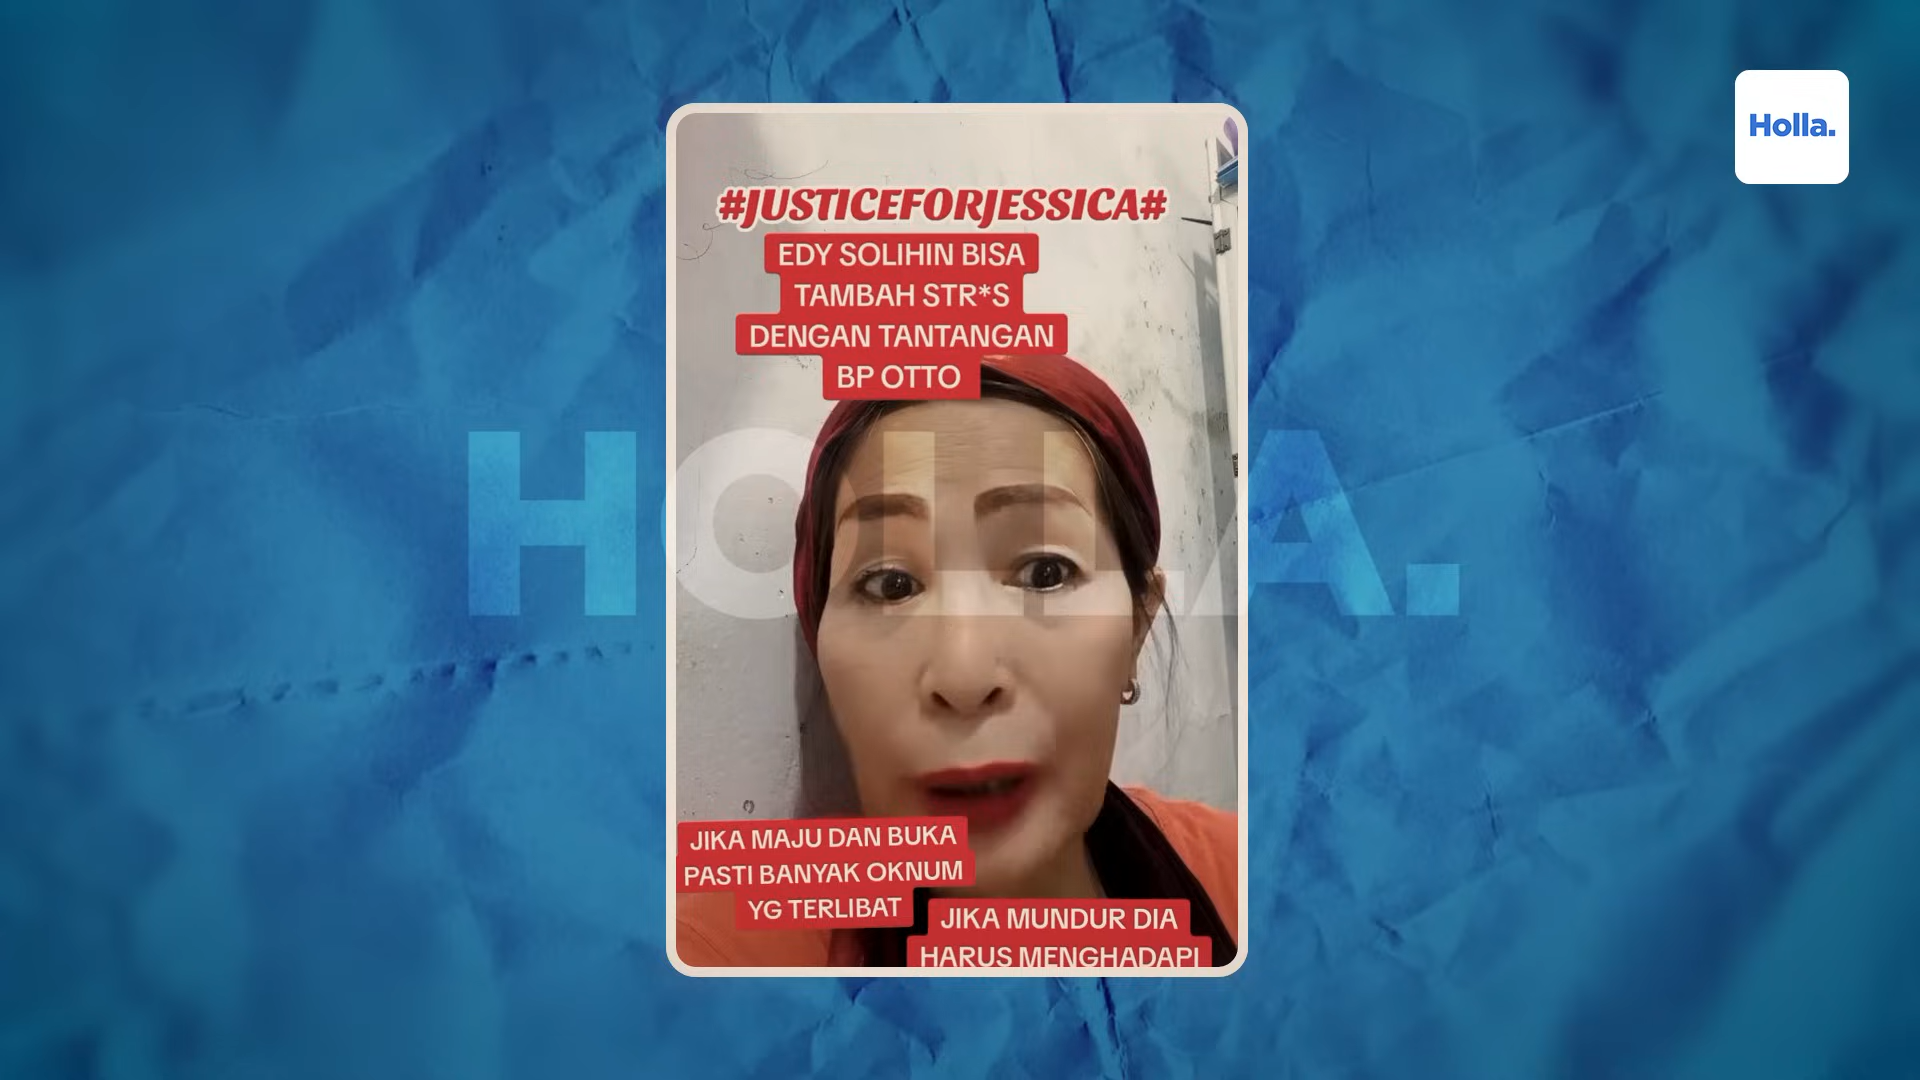 Holla.
#JUSTICEFORJESSICA#
EDY SOLIHIN BISA
TAMBAH STR*S
DENGAN TANTANGAN
BP OTTO
HOLLA.
JIKA MAJU DAN BUKA
PASTI BANYAK OKNUM
YG TERLIBAT
JIKA MUNDUR DIA
HARUS MENGHADAPI